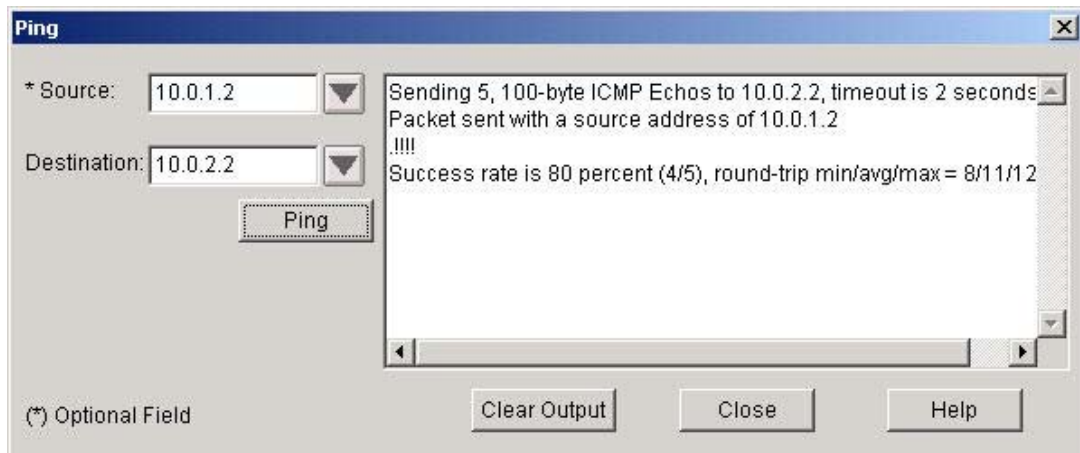 Ping
* Source: 10.0.1.2
Destination: 10.0.2.2
Ping
Sending 5, 100-byte ICMP Echos to 10.0.2.2, timeout is 2 seconds
Packet sent with a source address of 10.0.1.2
.!!!!
Success rate is 80 percent (4/5), round-trip min/avg/max = 8/11/12
(*) Optional Field
Clear Output
Close
Help